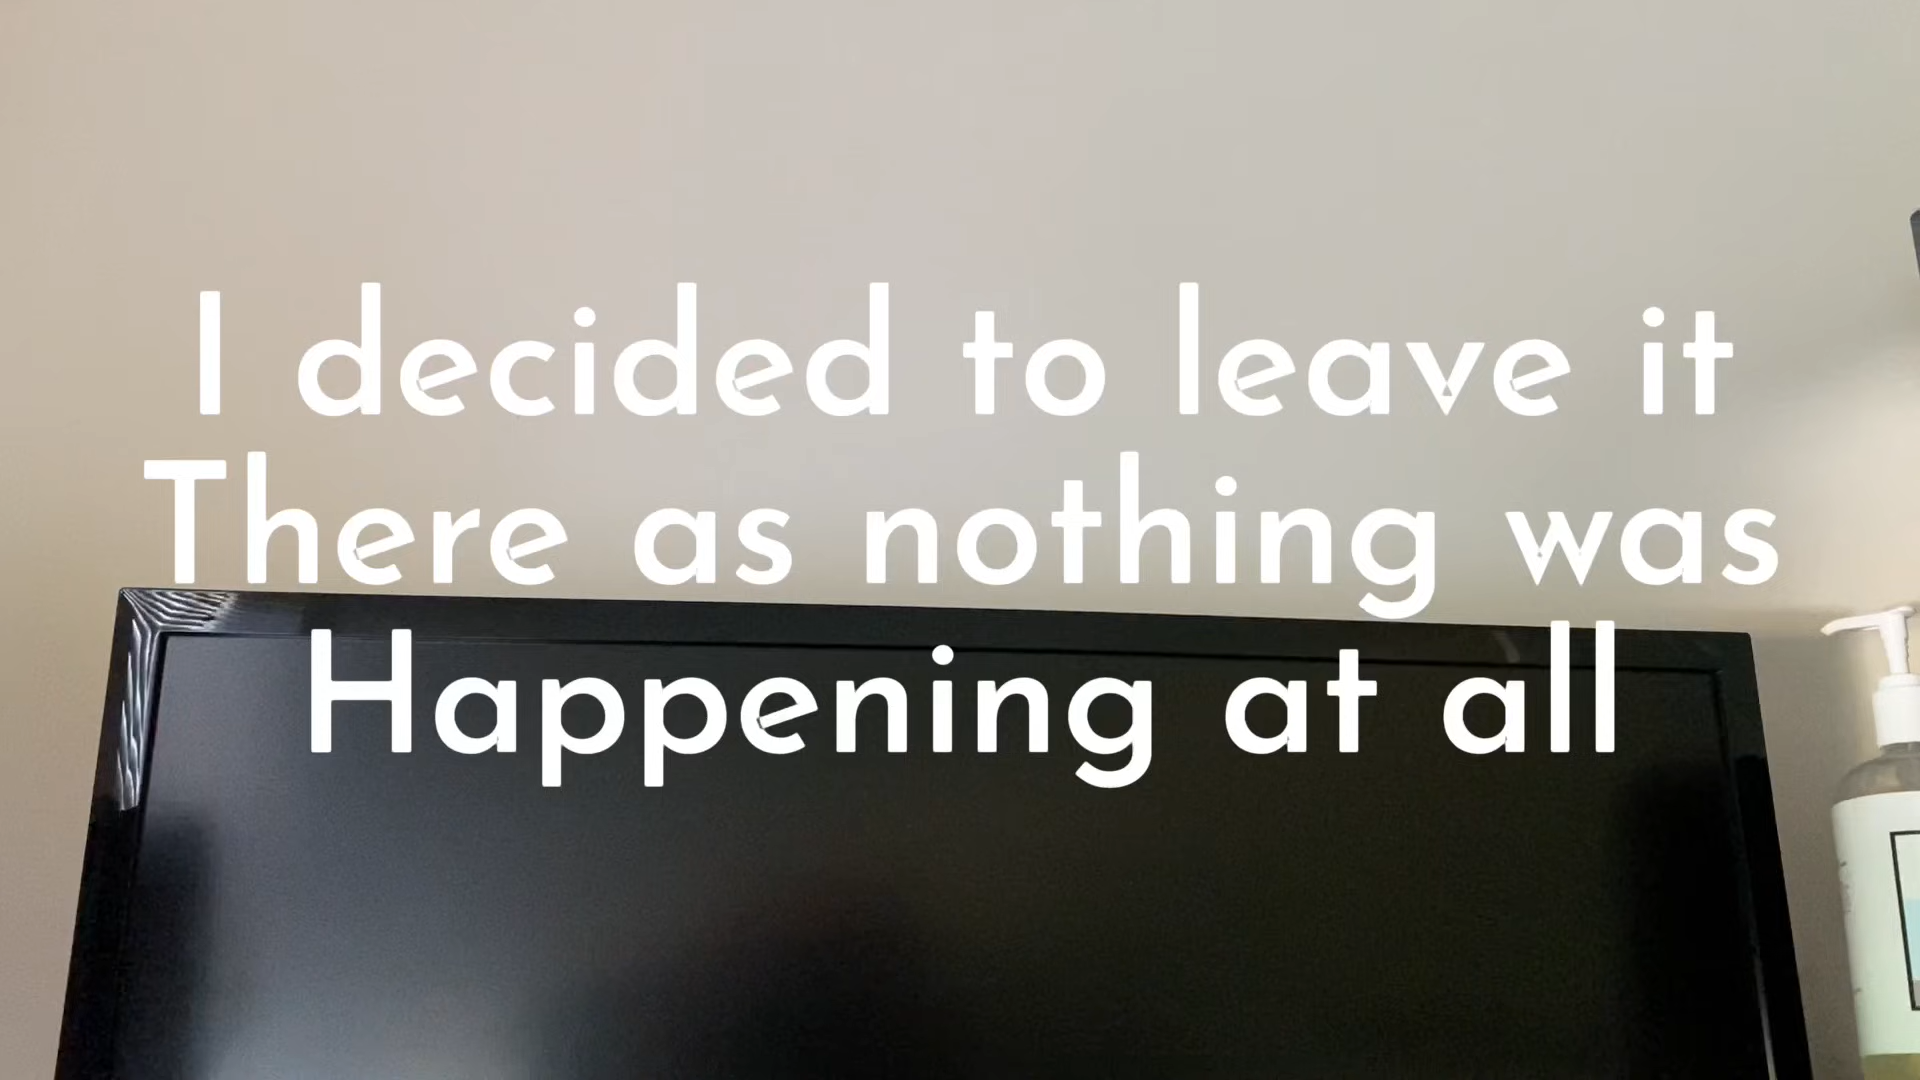 I decided to leave it
There as nothing was
Happening at all